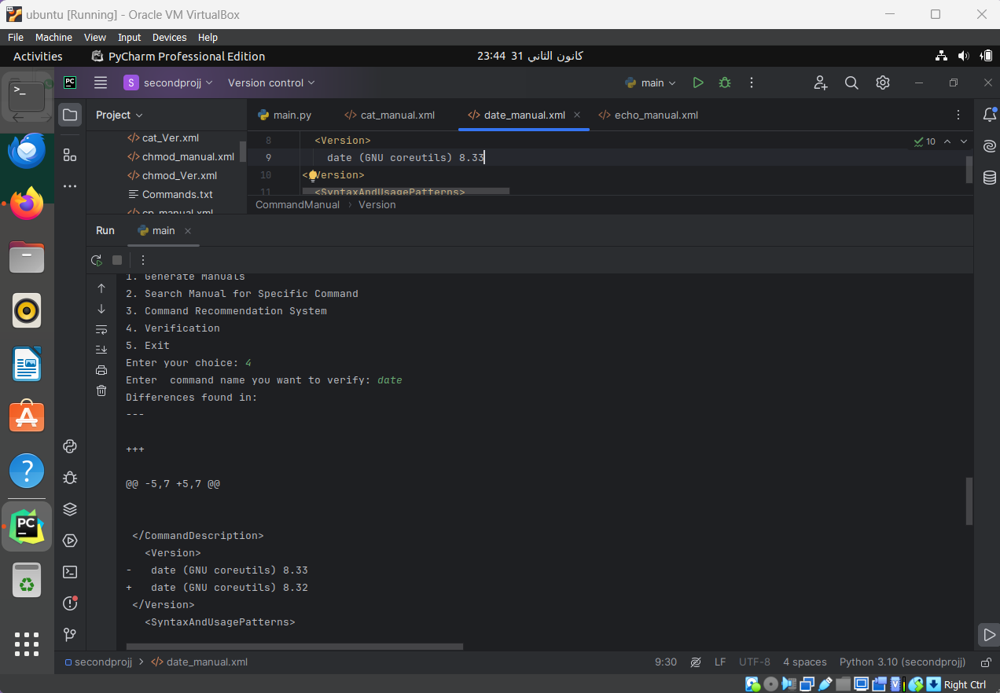 ubuntu [Running] - Oracle VM VirtualBox
File Machine View Input Devices Help
Activities PyCharm Professional Edition 23:44 31 كانون الثاني
PC S secondprojj Version control main
Project main.py cat_manual.xml date_manual.xml echo_manual.xml
cat_Ver.xml
chmod_manual.xml
chmod_Ver.xml
Commands.txt
cp_manual.xml
8 <Version>
9 date (GNU coreutils) 8.33
10 </Version>
11 <SyntaxAndUsagePatterns>
10
CommandManual › Version
Run main
1. Generate Manuals
2. Search Manual for Specific Command
3. Command Recommendation System
4. Verification
5. Exit
Enter your choice: 4
Enter  command name you want to verify: date
Differences found in:
---
+++
@@ -5,7 +5,7 @@
</CommandDescription>
<Version>
-   date (GNU coreutils) 8.33
+   date (GNU coreutils) 8.32
</Version>
<SyntaxAndUsagePatterns>
PC
secondprojj > date_manual.xml 9:30 LF UTF-8 4 spaces Python 3.10 (secondprojj)
Right Ctrl